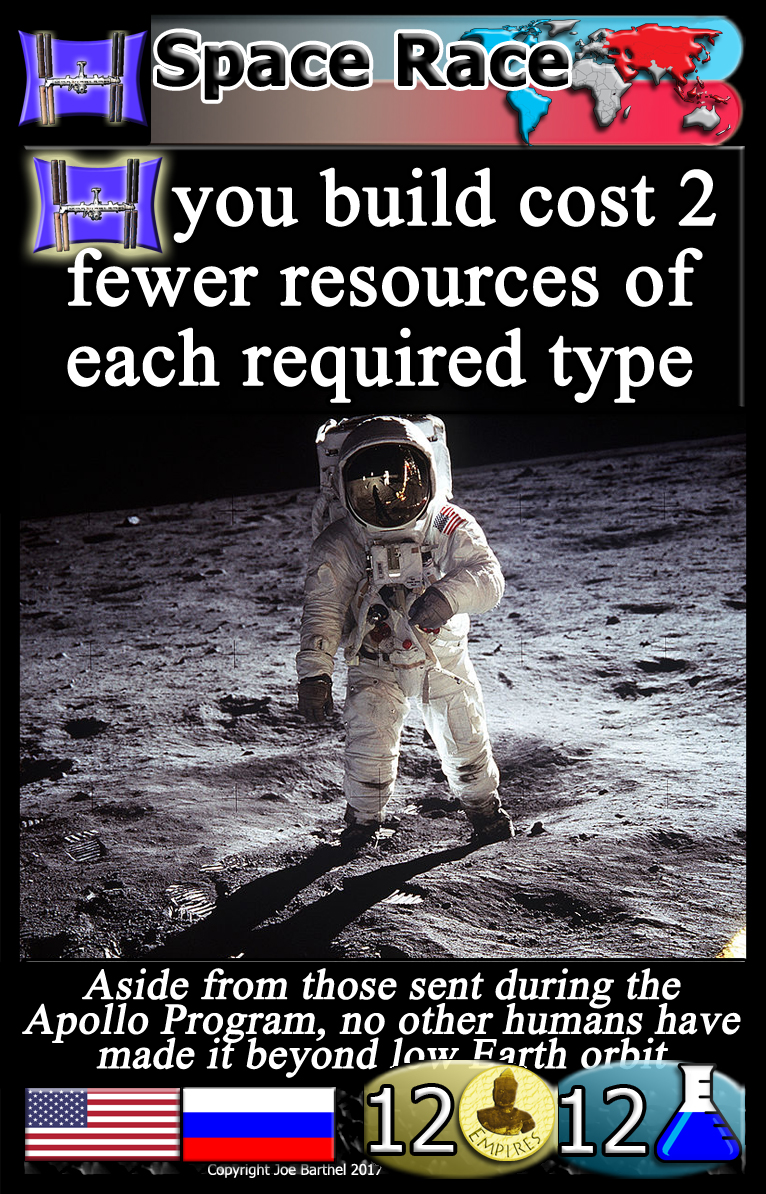 Space Race
you build cost 2
fewer resources of
each required type
Aside from those sent during the
Apollo Program, no other humans have
made it beyond low Earth orbit
12 EMPIRES 12
Copyright Joe Barthel 2017